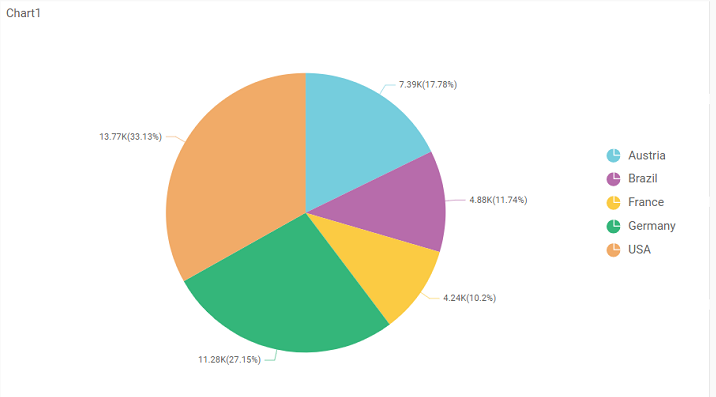 Chart1
7.39K(17.78%)
13.77K(33.13%)
4.88K(11.74%)
4.24K(10.2%)
11.28K(27.15%)
Austria
Brazil
France
Germany
USA